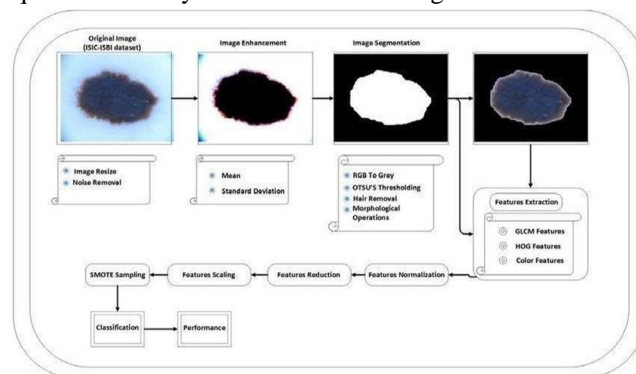 Original Image
(ISIC-ISBI dataset)
Image Enhancement
Image Segmentation
Image Resize
Noise Removal
Mean
Standard Deviation
RGB To Grey
OTSU'S Thresholding
Hair Removal
Morphological
Operations
Features Extraction
GLCM Features
HOG Features
Color Features
SMOTE Sampling
Features Scaling
Features Reduction
Features Normalization
Classification
Performance